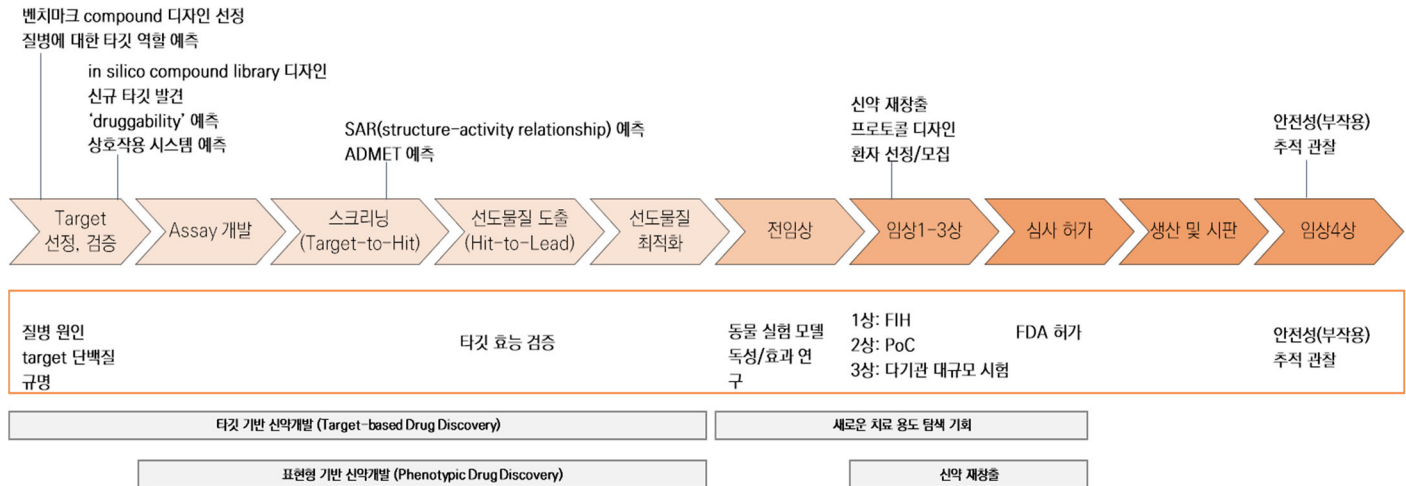 벤치마크 compound 디자인 선정
질병에 대한 타깃 역할 예측
in silico compound library 디자인
신규 타깃 발견
‘druggability’ 예측
상호작용 시스템 예측
SAR(structure-activity relationship) 예측
ADMET 예측
신약 재창출
프로토콜 디자인
환자 선정/모집
안전성(부작용)
추적 관찰
Target
선정, 검증
Assay 개발
스크리닝
(Target-to-Hit)
선도물질 도출
(Hit-to-Lead)
선도물질
최적화
전임상
임상1-3상
심사 허가
생산 및 시판
임상4상
질병 원인
target 단백질
규명
타깃 효능 검증
동물 실험 모델
독성/효과 연
구
1상: FIH
2상: PoC
3상: 다기관 대규모 시험
FDA 허가
안전성(부작용)
추적 관찰
타깃 기반 신약개발 (Target-based Drug Discovery)
새로운 치료 용도 탐색 기회
표현형 기반 신약개발 (Phenotypic Drug Discovery)
신약 재창출